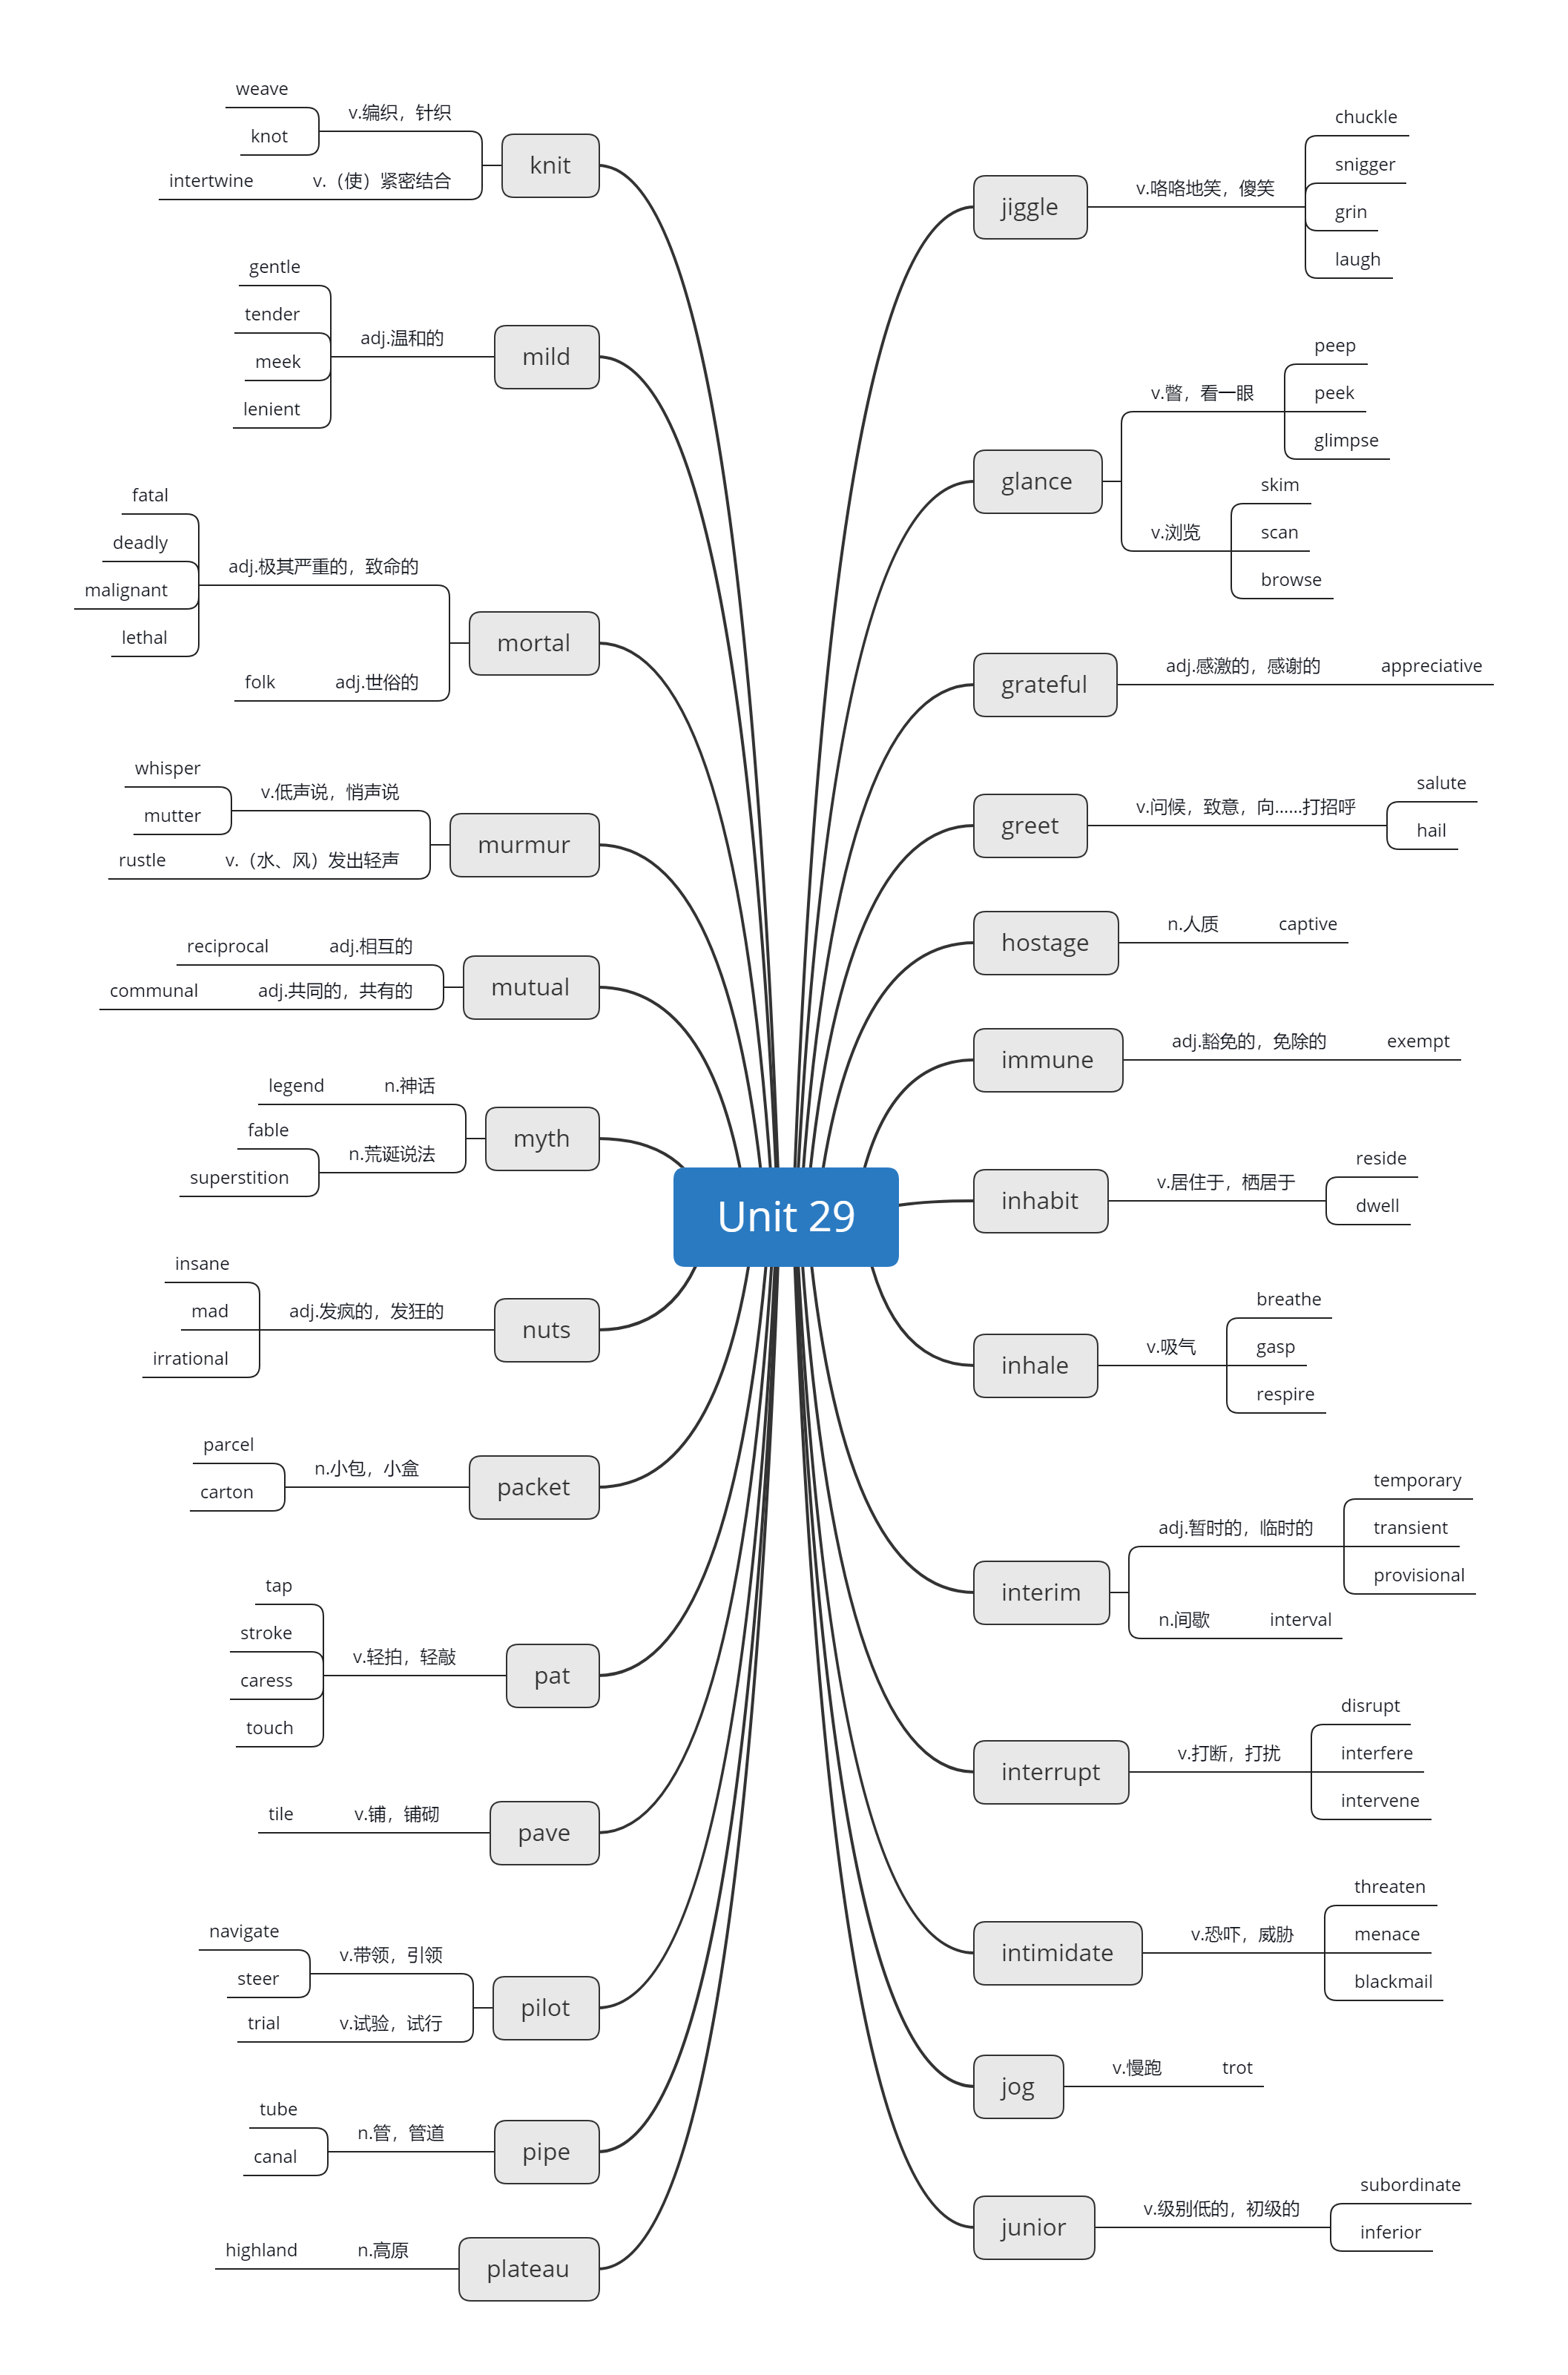 Unit 29
jiggle
v.咯咯地笑，傻笑
chuckle
snigger
grin
laugh
glance
v.瞥，看一眼
peep
peek
glimpse
v.浏览
skim
scan
browse
grateful
adj.感激的，感谢的
appreciative
greet
v.问候，致意，向......打招呼
salute
hail
hostage
n.人质
captive
immune
adj.豁免的，免除的
exempt
inhabit
v.居住于，栖居于
reside
dwell
inhale
v.吸气
breathe
gasp
respire
interim
adj.暂时的，临时的
temporary
transient
provisional
n.间歇
interval
interrupt
v.打断，打扰
disrupt
interfere
intervene
intimidate
v.恐吓，威胁
threaten
menace
blackmail
jog
v.慢跑
trot
junior
v.级别低的，初级的
subordinate
inferior
knit
v.编织，针织
weave
knot
v.（使）紧密结合
intertwine
mild
adj.温和的
gentle
tender
meek
lenient
mortal
adj.极其严重的，致命的
fatal
deadly
malignant
lethal
adj.世俗的
folk
murmur
v.低声说，悄声说
whisper
mutter
v.（水、风）发出轻声
rustle
mutual
adj.相互的
reciprocal
adj.共同的，共有的
communal
myth
n.神话
legend
n.荒诞说法
fable
superstition
nuts
adj.发疯的，发狂的
insane
mad
irrational
packet
n.小包，小盒
parcel
carton
pat
v.轻拍，轻敲
tap
stroke
caress
touch
pave
v.铺，铺砌
tile
pilot
v.带领，引领
navigate
steer
v.试验，试行
trial
pipe
n.管，管道
tube
canal
plateau
n.高原
highland